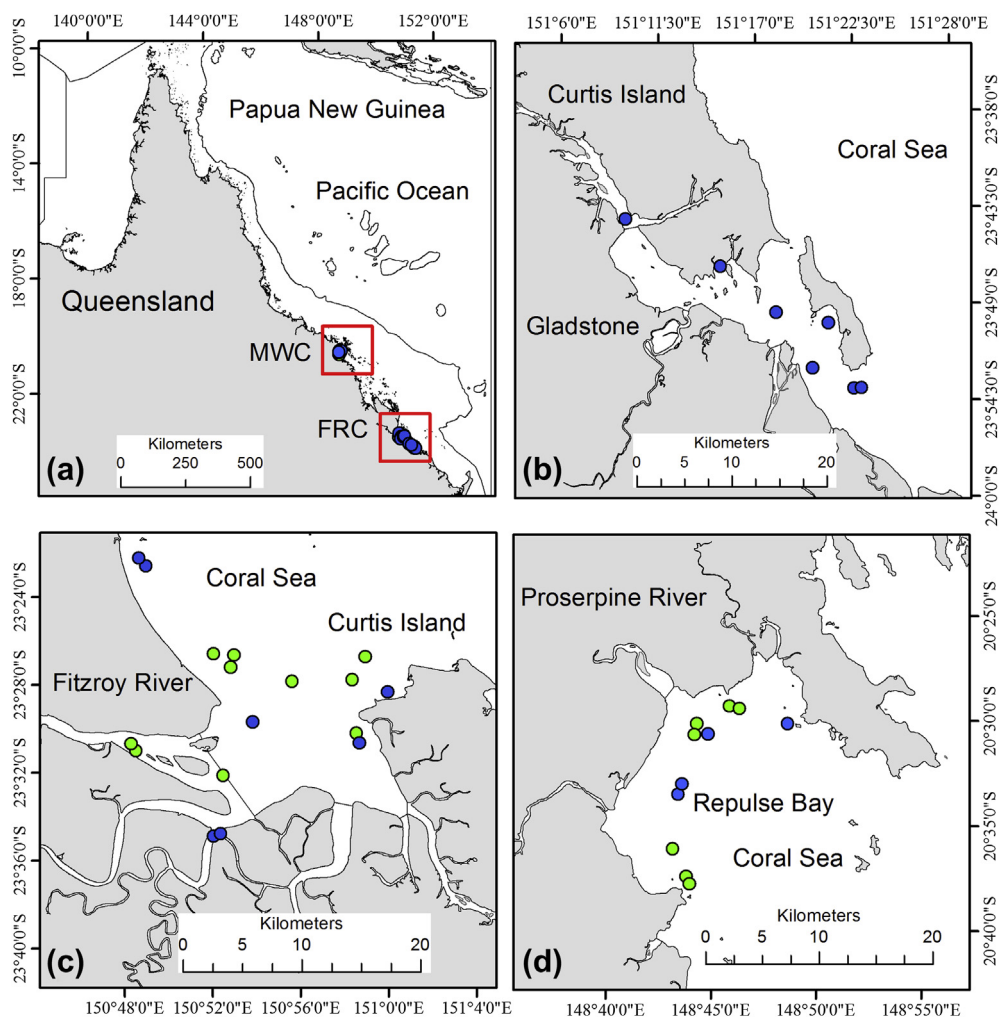 140°0'0"E 144°0'0"E 148°0'0"E 152°0'0"E
10°0'0"S
14°0'0"S
18°0'0"S
22°0'0"S
Papua New Guinea
Pacific Ocean
Queensland
MWC
FRC
Kilometers
0 250 500
(a)
151°6'0"E 151°11'30"E 151°17'0"E 151°22'30"E 151°28'0"E
Curtis Island
Coral Sea
Gladstone
23°38'0"S
23°43'30"S
23°49'0"S
23°54'30"S
24°0'0"S
Kilometers
0 5 10 20
(b)
23°24'0"S
23°28'0"S
23°32'0"S
23°36'0"S
23°40'0"S
Coral Sea
Curtis Island
Fitzroy River
Kilometers
0 5 10 20
(c)
150°48'0"E 150°52'0"E 150°56'0"E 151°0'0"E 151°4'0"E
Proserpine River
Repulse Bay
Coral Sea
20°25'0"S
20°30'0"S
20°35'0"S
20°40'0"S
Kilometers
0 5 10 20
(d)
148°40'0"E 148°45'0"E 148°50'0"E 148°55'0"E